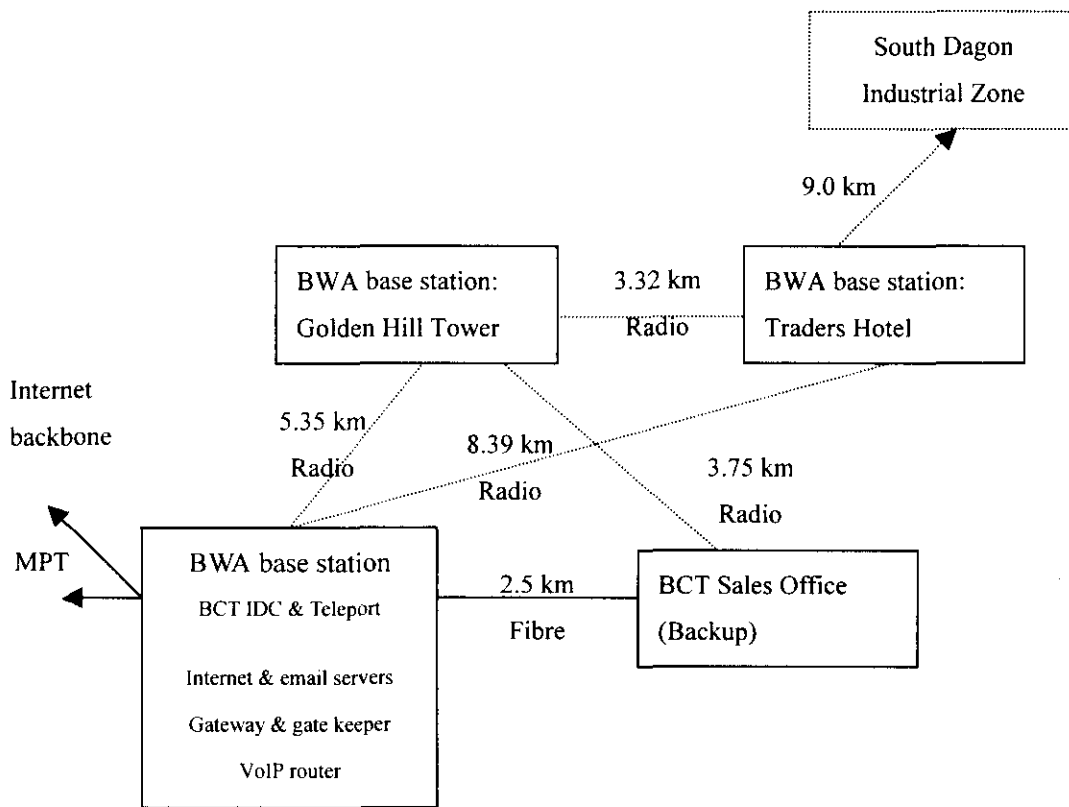 South Dagon
Industrial Zone
9.0 km
BWA base station:
Golden Hill Tower
3.32 km
Radio
BWA base station:
Traders Hotel
Internet
backbone
5.35 km
Radio
8.39 km
Radio
3.75 km
Radio
MPT
BWA base station
BCT IDC & Teleport
Internet & email servers
Gateway & gate keeper
VoIP router
2.5 km
Fibre
BCT Sales Office
(Backup)